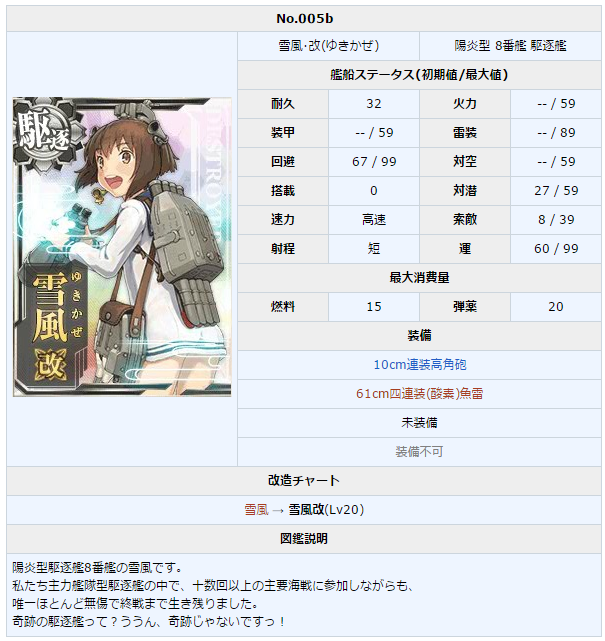 No.005b
雪風･改(ゆきかぜ)
陽炎型 8番艦 駆逐艦
艦船ステータス(初期値/最大値)
耐久 32 火力 -- / 59
装甲 -- / 59 雷装 -- / 89
回避 67 / 99 対空 -- / 59
搭載 0 対潜 27 / 59
速力 高速 索敵 8 / 39
射程 短 運 60 / 99
最大消費量
燃料 15 弾薬 20
装備
10cm連装高角砲
61cm四連装(酸素)魚雷
未装備
装備不可
駆逐
DESTROYER
雪風
ゆきかぜ
改
改造チャート
雪風 → 雪風改(Lv20)
図鑑説明
陽炎型駆逐艦8番艦の雪風です。
私たち主力艦隊型駆逐艦の中で、十数回以上の主要海戦に参加しながらも、
唯一ほとんど無傷で終戦まで生き残りました。
奇跡の駆逐艦って？ううん、奇跡じゃないですっ！